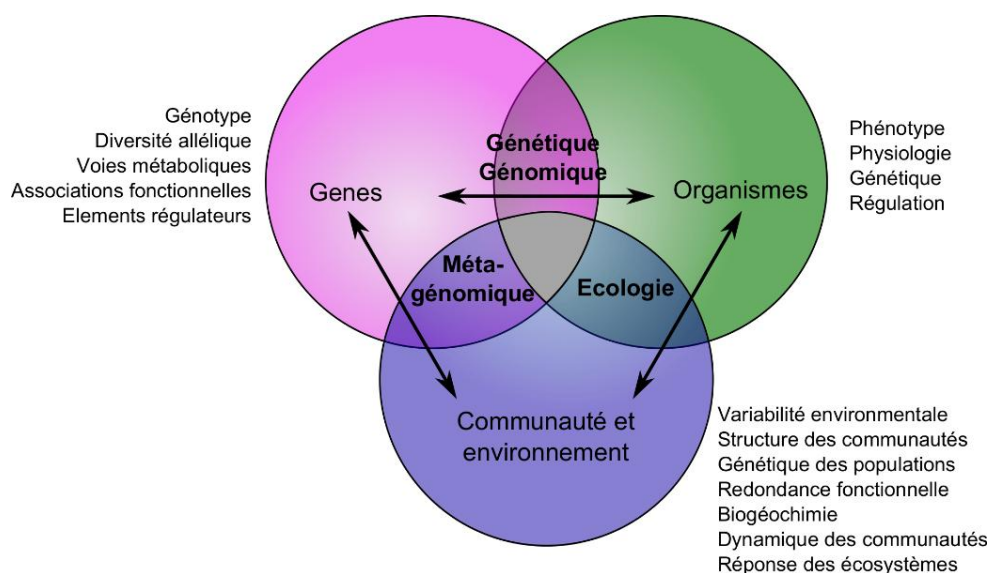 Génotype
Diversité allélique
Voies métaboliques
Associations fonctionnelles
Elements régulateurs
Genes
Génétique
Génomique
Organismes
Phénotype
Physiologie
Génétique
Régulation
Méta-
génomique
Ecologie
Communauté et
environnement
Variabilité environmentale
Structure des communautés
Génétique des populations
Redondance fonctionnelle
Biogéochimie
Dynamique des communautés
Réponse des écosystèmes